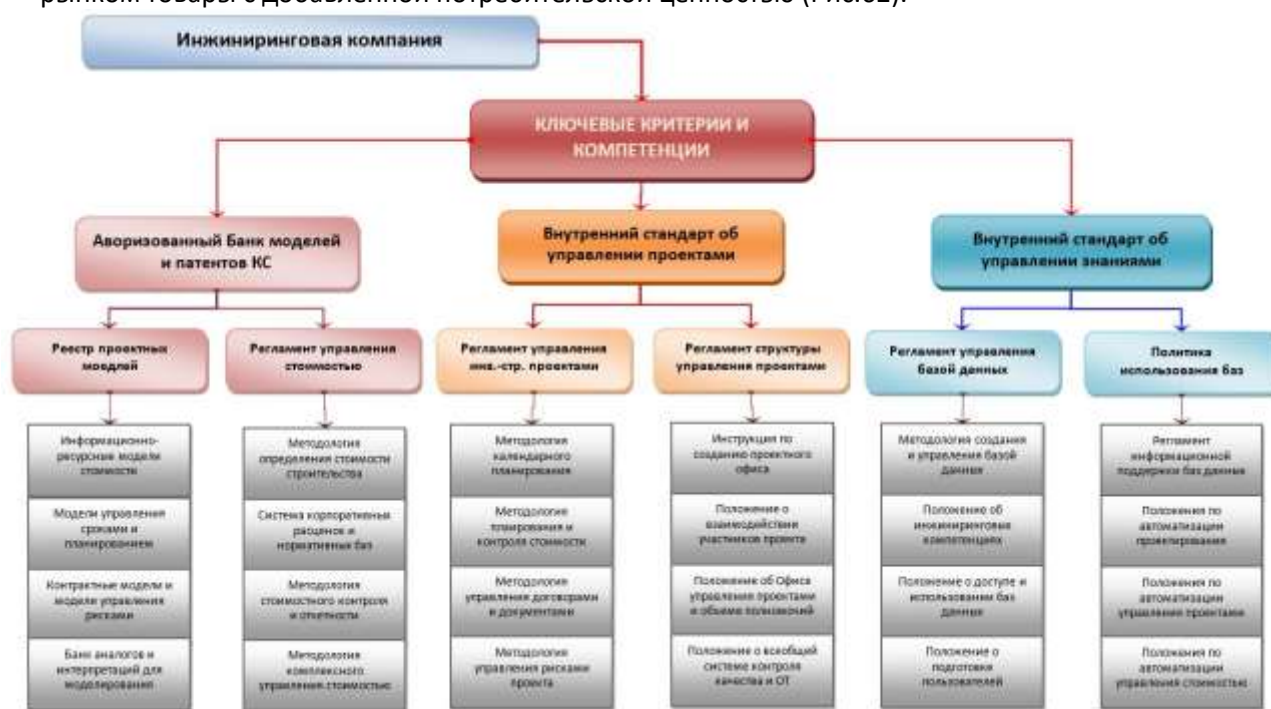 рынком товары с добавленной потребительской ценностью (Рис.62).
Инжиниринговая компания
КЛЮЧЕВЫЕ КРИТЕРИИ И
КОМПЕТЕНЦИИ
Аворизованный Банк моделей
и патентов КС
Внутренний стандарт об
управлении проектами
Внутренний стандарт об
управлении знаниями
Реестр проектных
моедлей
Регламент управления
стоимостью
Регламент управления
инв.-стр. проектами
Регламент структуры
управления проектами
Регламент управления
базой данных
Политика
использования баз
Информационно-
ресурсные модели
стоимости
Модели управления
сроками и
планированием
Контрактные модели и
модели управления
рисками
Банк аналогов и
интерпретаций для
моделирования
Методология
определения стоимости
строительства
Система корпоративных
расценок и
нормативных баз
Методология
стоимостного контроля
и отчетности
Методология
комплексного
управления стоимостью
Методология
календарного
планирования
Методология
и
контроля стоимости
Методология
управления договорами
и документами
Методология
управления рисками
проекта
Инструкция по
созданию проектного
офиса
Положение о
взаимодействии
участников проекта
Положение об Офиса
управления проектами
и объеме полномочий
Положение о всеобщей
системе контроля
качества и ОТ
Методология создания
и управления базой
данных
Положение об
инжиниринговых
компетенциях
Положение о доступе и
использовании баз
данных
Положение о
подготовки
пользователей
Регламент
информационной
поддержки баз данных
Положения по
автоматизации
проектирования
Положения по
автоматизации
управления проектами
Положения по
автоматизации
управления стоимостью